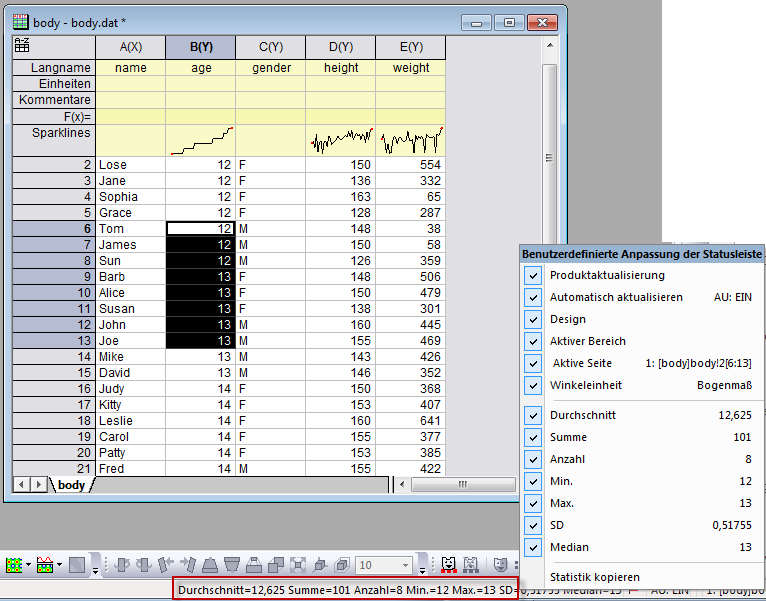 body - body.dat *
A(X) B(Y) C(Y) D(Y) E(Y)
Langname name age gender height weight
Einheiten
Kommentare
F(x)=
Sparklines
2 Lose 12 F 150 554
3 Jane 12 F 136 332
4 Sophia 12 F 163 65
5 Grace 12 F 128 287
6 Tom 12 M 148 38
7 James 12 M 150 58
8 Sun 12 M 126 359
9 Barb 13 F 148 506
10 Alice 13 F 150 479
11 Susan 13 F 138 301
12 John 13 M 160 445
13 Joe 13 M 155 469
14 Mike 13 M 143 426
15 David 13 M 146 352
16 Judy 14 F 150 368
17 Kitty 14 F 153 407
18 Leslie 14 F 160 641
19 Carol 14 F 155 377
20 Patty 14 F 153 385
21 Fred 14 M 155 422
body
Benutzerdefinierte Anpassung der Statusleiste
Produktaktualisierung
Automatisch aktualisieren AU: EIN
Design
Aktiver Bereich
Aktive Seite 1: [body]body!2[6:13]
Winkeleinheit Bogenmaß
Durchschnitt 12,625
Summe 101
Anzahl 8
Min. 12
Max. 13
SD 0,51755
Median 13
Statistik kopieren
10
Durchschnitt=12,625 Summe=101 Anzahl=8 Min.=12 Max.=13 SD=0,51755 Median=13 AU: EIN 1: [body]bo